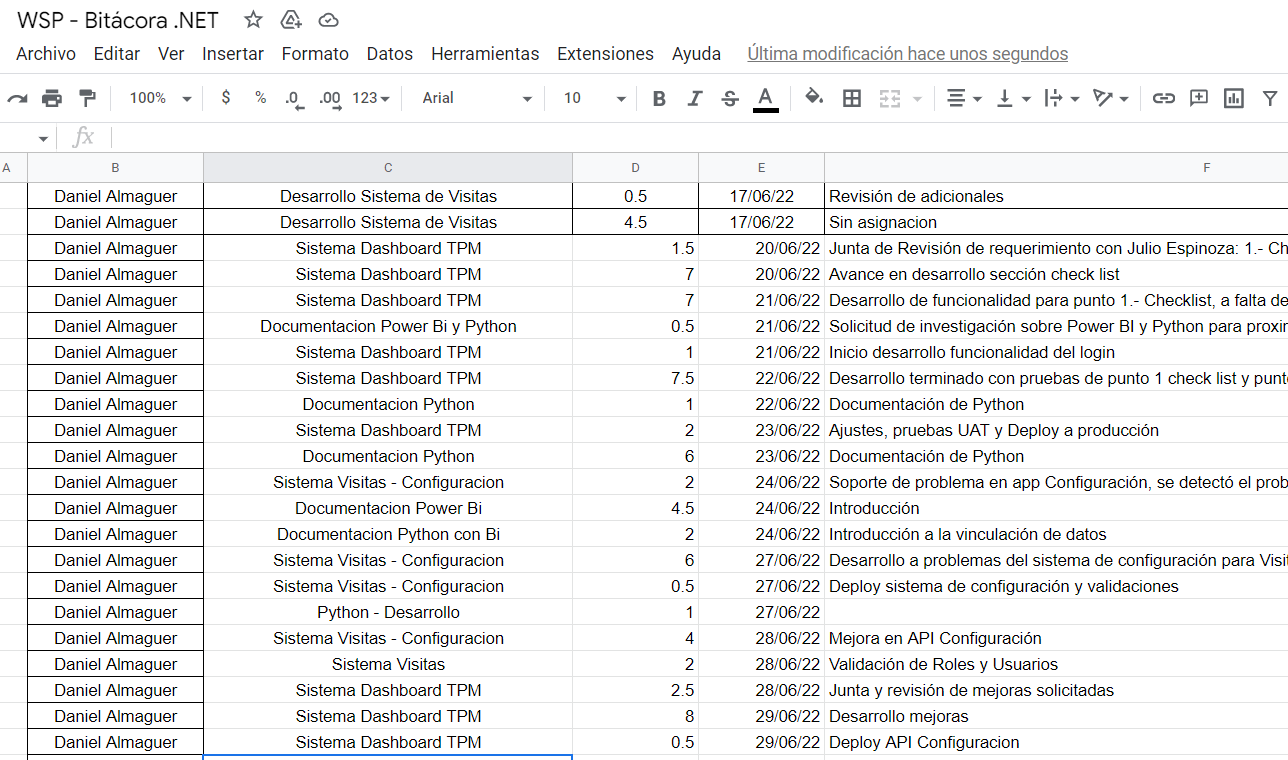 WSP - Bitácora .NET
Archivo Editar Ver Insertar Formato Datos Herramientas Extensiones Ayuda Última modificación hace unos segundos
100% $ % .0 .00 123 Arial 10 B I S A
fx
A B C D E F
Daniel Almaguer Desarrollo Sistema de Visitas 0.5 17/06/22 Revisión de adicionales
Daniel Almaguer Desarrollo Sistema de Visitas 4.5 17/06/22 Sin asignacion
Daniel Almaguer Sistema Dashboard TPM 1.5 20/06/22 Junta de Revisión de requerimiento con Julio Espinoza: 1.- Ch
Daniel Almaguer Sistema Dashboard TPM 7 20/06/22 Avance en desarrollo sección check list
Daniel Almaguer Sistema Dashboard TPM 7 21/06/22 Desarrollo de funcionalidad para punto 1.- Checklist, a falta de
Daniel Almaguer Documentacion Power Bi y Python 0.5 21/06/22 Solicitud de investigación sobre Power BI y Python para proxim
Daniel Almaguer Sistema Dashboard TPM 1 21/06/22 Inicio desarrollo funcionalidad del login
Daniel Almaguer Sistema Dashboard TPM 7.5 22/06/22 Desarrollo terminado con pruebas de punto 1 check list y punto
Daniel Almaguer Documentacion Python 1 22/06/22 Documentación de Python
Daniel Almaguer Sistema Dashboard TPM 2 23/06/22 Ajustes, pruebas UAT y Deploy a producción
Daniel Almaguer Documentacion Python 6 23/06/22 Documentación de Python
Daniel Almaguer Sistema Visitas - Configuracion 2 24/06/22 Soporte de problema en app Configuración, se detectó el prob
Daniel Almaguer Documentacion Power Bi 4.5 24/06/22 Introducción
Daniel Almaguer Documentacion Python con Bi 2 24/06/22 Introducción a la vinculación de datos
Daniel Almaguer Sistema Visitas - Configuracion 6 27/06/22 Desarrollo a problemas del sistema de configuración para Visit
Daniel Almaguer Sistema Visitas - Configuracion 0.5 27/06/22 Deploy sistema de configuración y validaciones
Daniel Almaguer Python - Desarrollo 1 27/06/22
Daniel Almaguer Sistema Visitas - Configuracion 4 28/06/22 Mejora en API Configuración
Daniel Almaguer Sistema Visitas 2 28/06/22 Validación de Roles y Usuarios
Daniel Almaguer Sistema Dashboard TPM 2.5 28/06/22 Junta y revisión de mejoras solicitadas
Daniel Almaguer Sistema Dashboard TPM 8 29/06/22 Desarrollo mejoras
Daniel Almaguer Sistema Dashboard TPM 0.5 29/06/22 Deploy API Configuracion